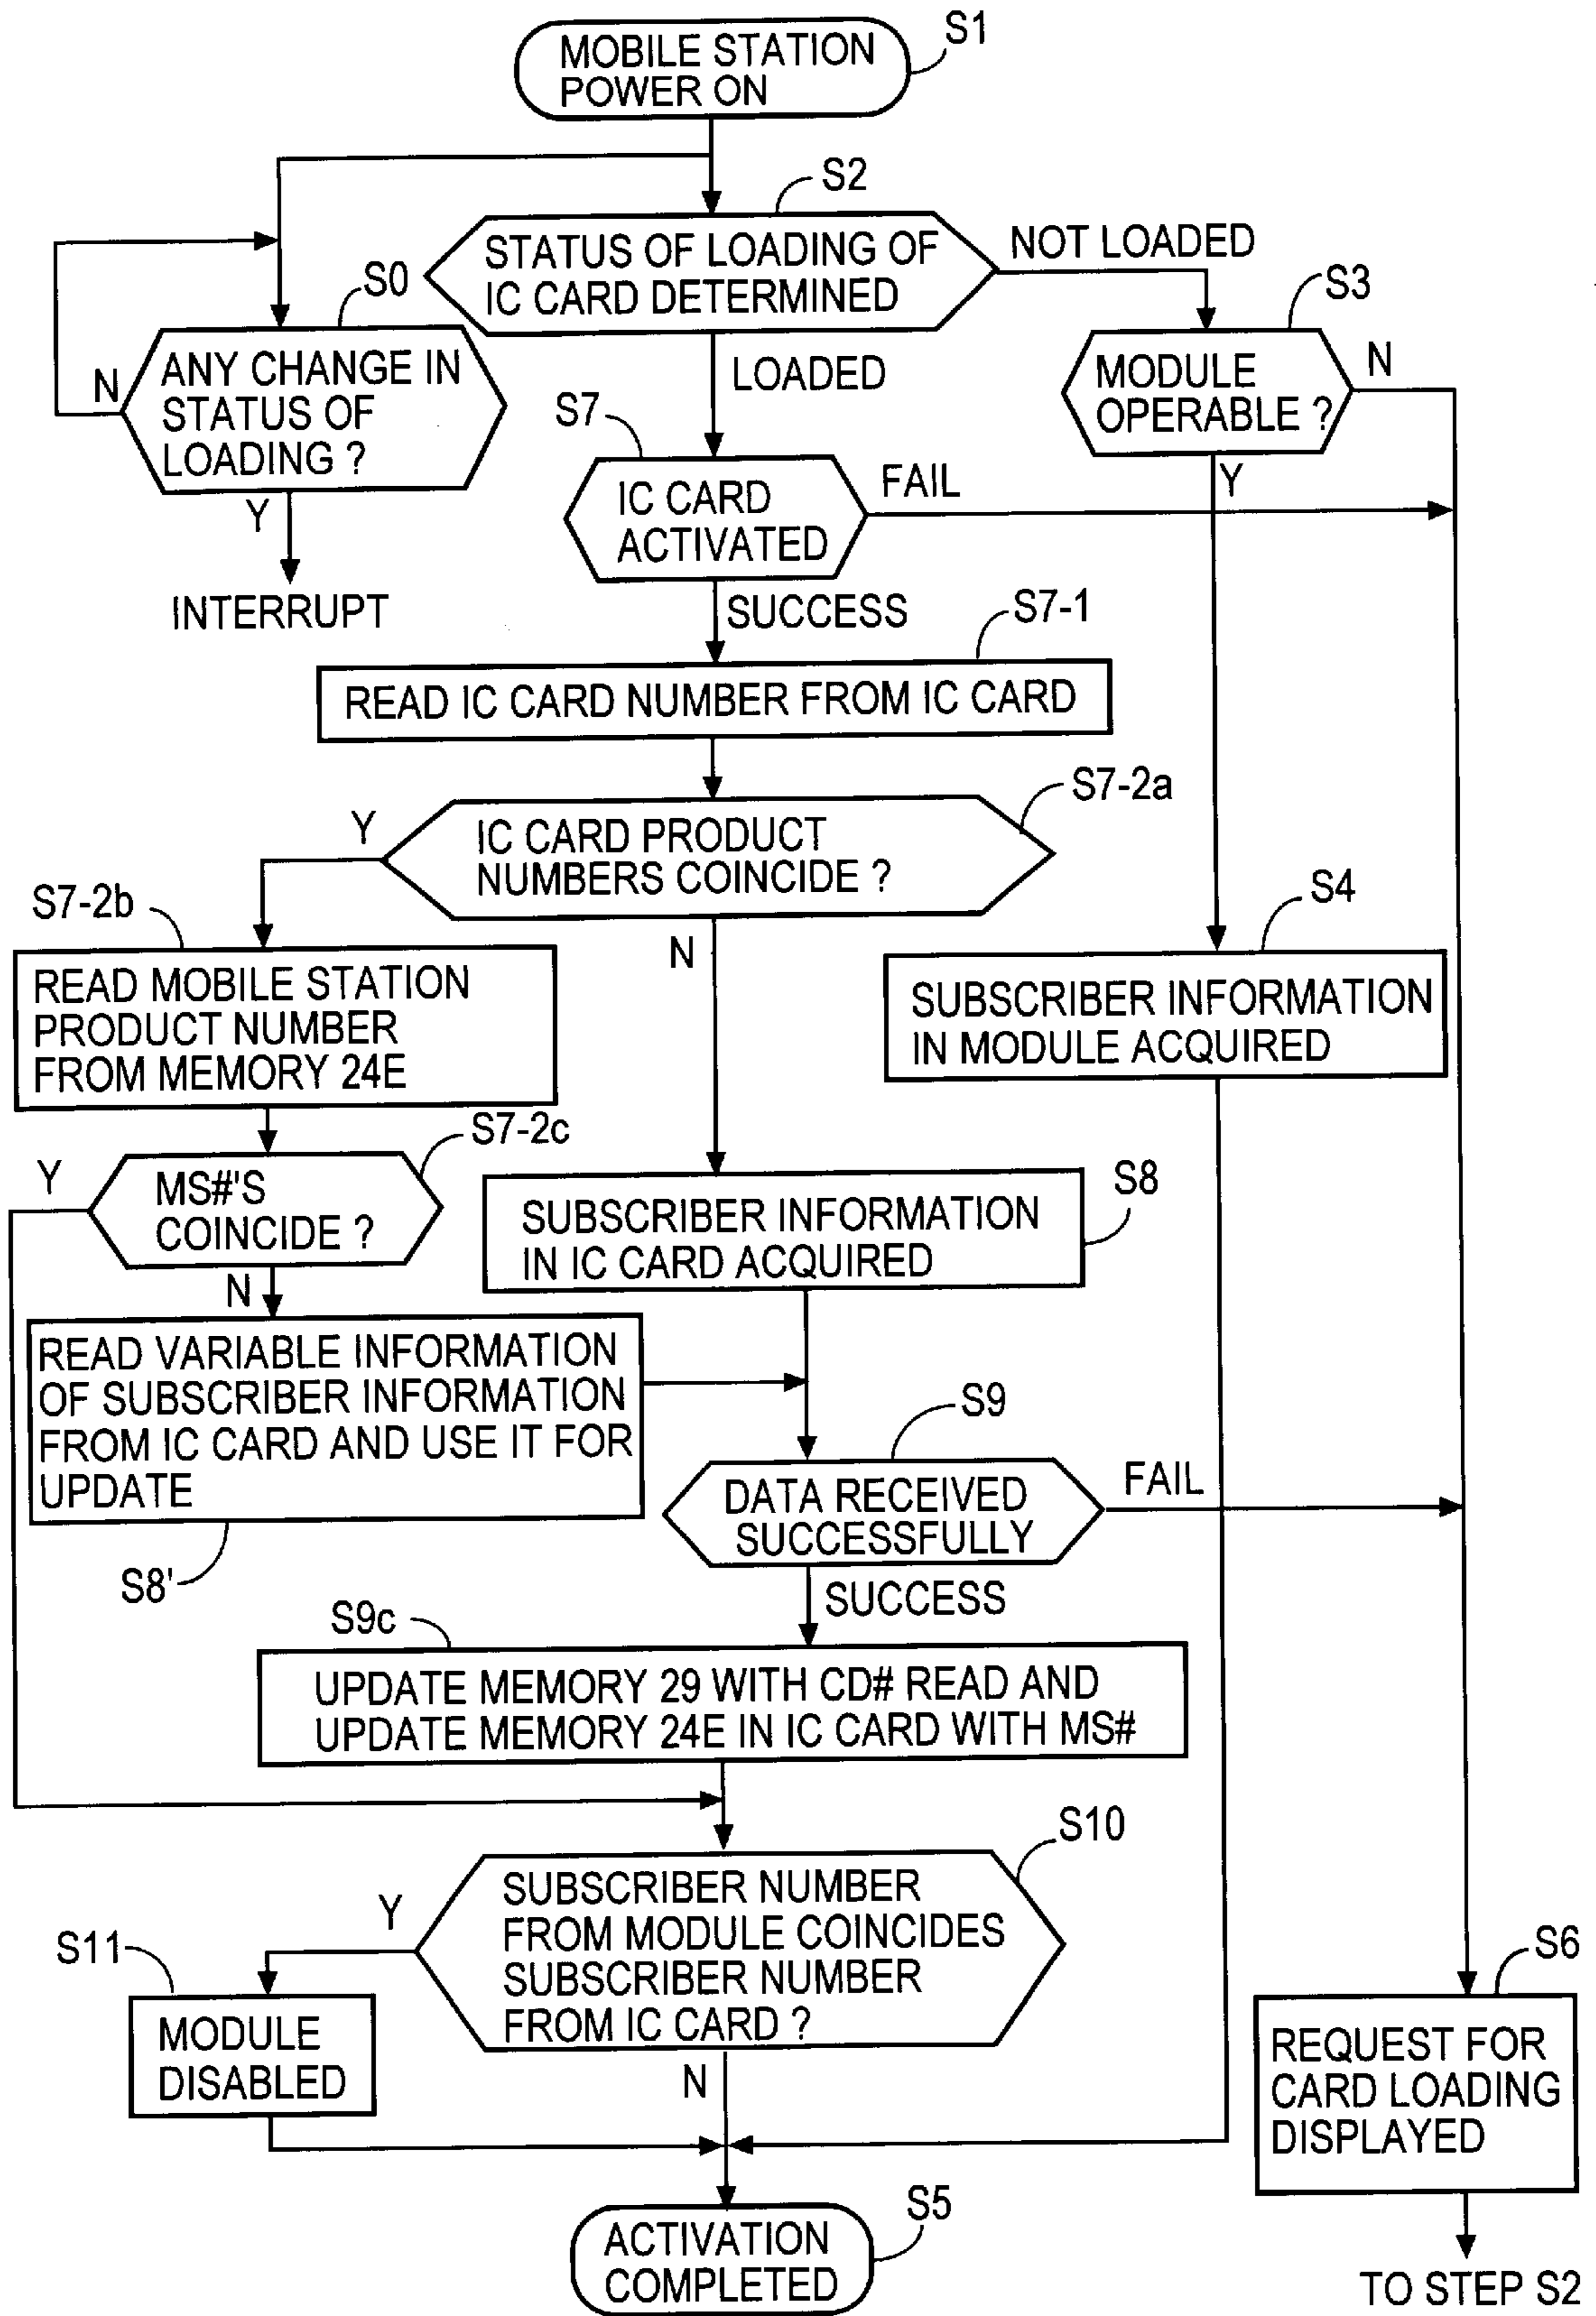 MOBILE STATION
POWER ON
S1
S2
STATUS OF LOADING OF
IC CARD DETERMINED
NOT LOADED
LOADED
S0
ANY CHANGE IN
STATUS OF
LOADING ?
N
Y
INTERRUPT
S3
MODULE
OPERABLE ?
N
Y
S7
IC CARD
ACTIVATED
FAIL
SUCCESS
S7-1
READ IC CARD NUMBER FROM IC CARD
S7-2a
IC CARD PRODUCT
NUMBERS COINCIDE ?
Y
N
S7-2b
READ MOBILE STATION
PRODUCT NUMBER
FROM MEMORY 24E
S4
SUBSCRIBER INFORMATION
IN MODULE ACQUIRED
S7-2c
MS#'S
COINCIDE ?
Y
N
S8
SUBSCRIBER INFORMATION
IN IC CARD ACQUIRED
READ VARIABLE INFORMATION
OF SUBSCRIBER INFORMATION
FROM IC CARD AND USE IT FOR
UPDATE
S8'
S9
DATA RECEIVED
SUCCESSFULLY
FAIL
SUCCESS
S9c
UPDATE MEMORY 29 WITH CD# READ AND
UPDATE MEMORY 24E IN IC CARD WITH MS#
S10
SUBSCRIBER NUMBER
FROM MODULE COINCIDES
SUBSCRIBER NUMBER
FROM IC CARD ?
Y
N
S11
MODULE
DISABLED
S6
REQUEST FOR
CARD LOADING
DISPLAYED
TO STEP S2
S5
ACTIVATION
COMPLETED